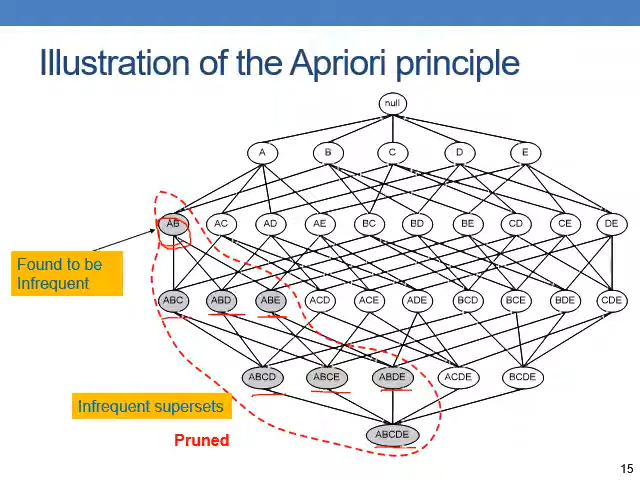 Illustration of the Apriori principle
null
A B C D E
AB AC AD AE BC BD BE CD CE DE
Found to be
Infrequent
ABC ABD ABE ACD ACE ADE BCD BCE BDE CDE
ABCD ABCE ABDE ACDE BCDE
Infrequent supersets
Pruned
ABCDE
15